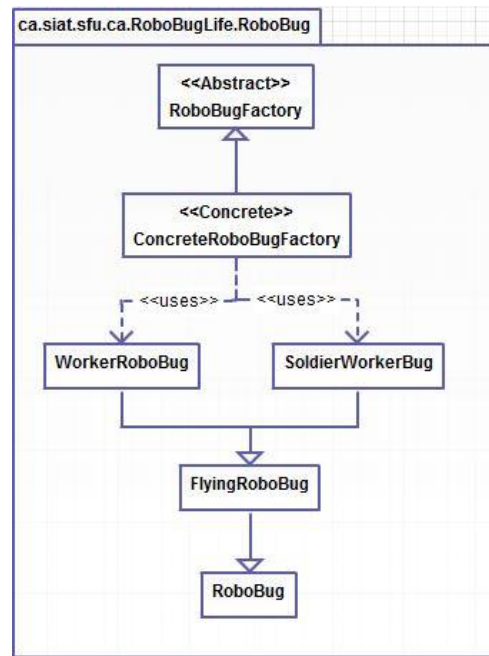 ca.siat.sfu.ca.RoboBugLife.RoboBug
<<Abstract>>
RoboBugFactory
<<Concrete>>
ConcreteRoboBugFactory
<<uses>> <<uses>>
WorkerRoboBug SoldierWorkerBug
FlyingRoboBug
RoboBug